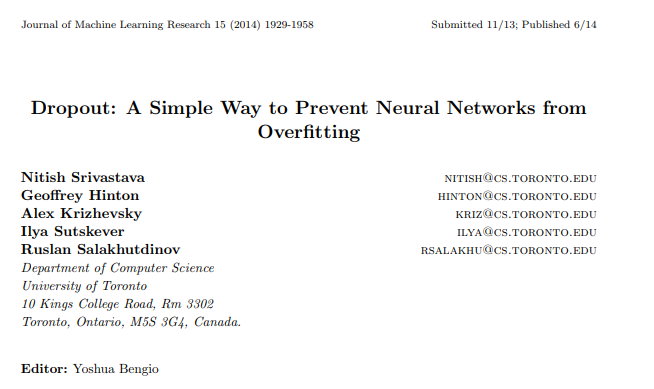 Journal of Machine Learning Research 15 (2014) 1929-1958 Submitted 11/13; Published 6/14
Dropout: A Simple Way to Prevent Neural Networks from
Overfitting
Nitish Srivastava nitish@cs.toronto.edu
Geoffrey Hinton hinton@cs.toronto.edu
Alex Krizhevsky kriz@cs.toronto.edu
Ilya Sutskever ilya@cs.toronto.edu
Ruslan Salakhutdinov rsalakhu@cs.toronto.edu
Department of Computer Science
University of Toronto
10 Kings College Road, Rm 3302
Toronto, Ontario, M5S 3G4, Canada.
Editor: Yoshua Bengio